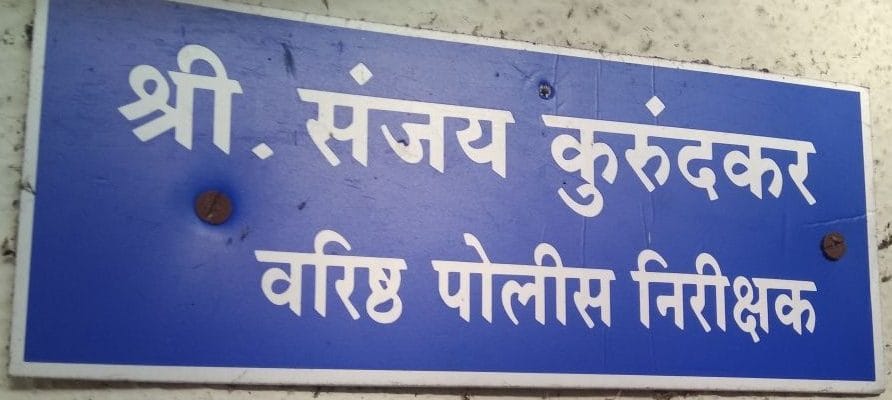 श्री. संजय कुरुंदकर
वरिष्ठ पोलीस निरीक्षक